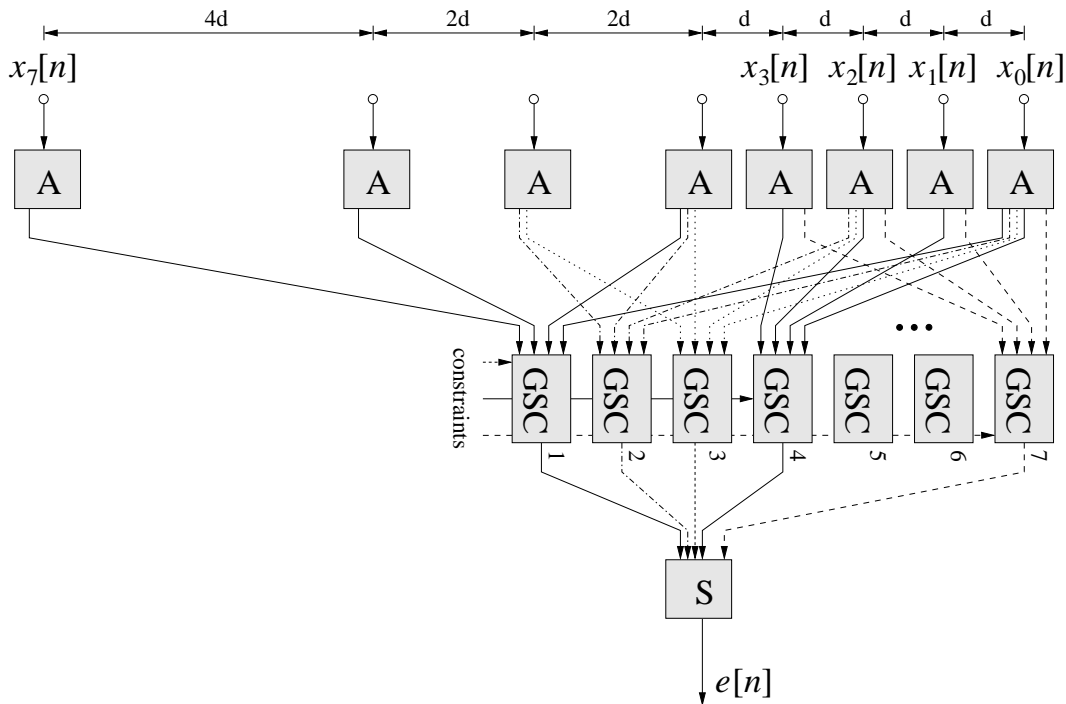 4d 2d 2d d d d d
x₇[n] x₃[n] x₂[n] x₁[n] x₀[n]
A A A A A A A A
constraints
GSC GSC GSC GSC GSC GSC GSC
1 2 3 4 5 6 7
S
e[n]